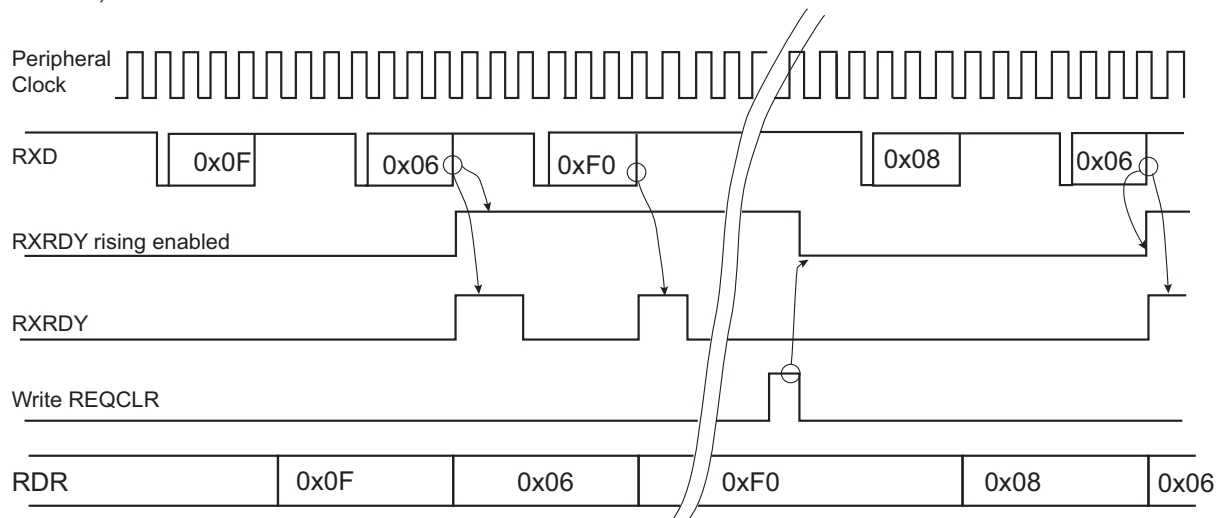 Peripheral
Clock
RXD
0x0F
0x06
0xF0
0x08
0x06
RXRDY rising enabled
RXRDY
Write REQCLR
RDR
0x0F
0x06
0xF0
0x08
0x06